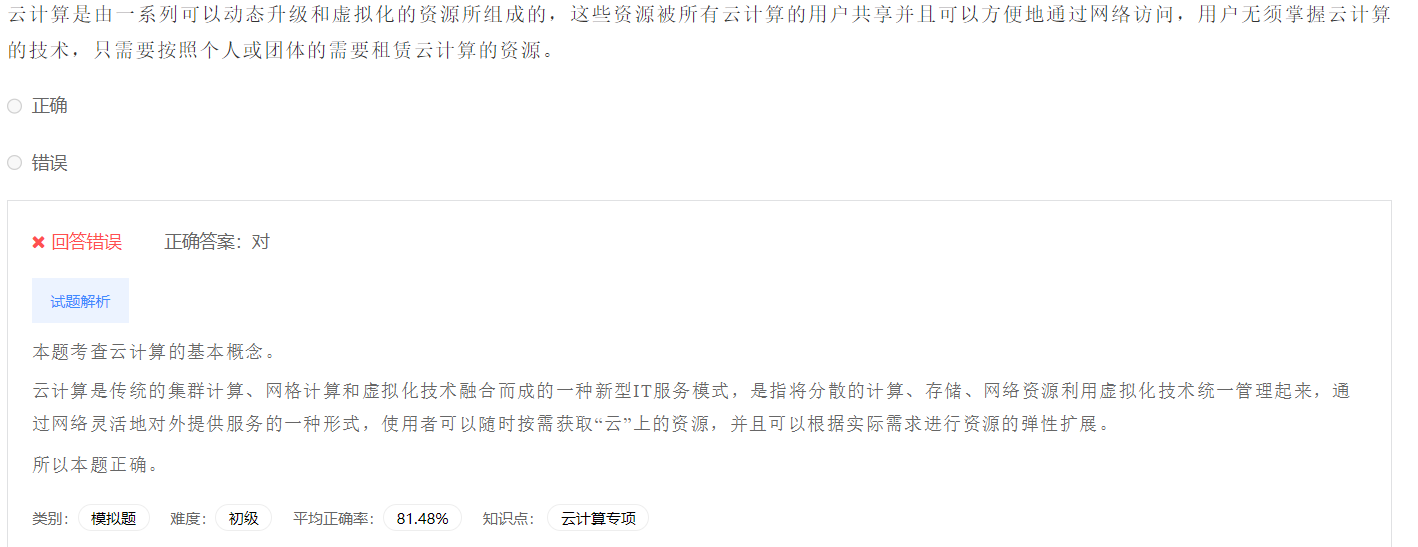 云计算是由一系列可以动态升级和虚拟化的资源所组成的，这些资源被所有云计算的用户共享并且可以方便地通过网络访问，用户无须掌握云计算
的技术，只需要按照个人或团体的需要租赁云计算的资源。
正确
错误
回答错误 正确答案：对
试题解析
本题考查云计算的基本概念。
云计算是传统的集群计算、网格计算和虚拟化技术融合而成的一种新型IT服务模式，是指将分散的计算、存储、网络资源利用虚拟化技术统一管理起来，通
过网络灵活地对外提供服务的一种形式，使用者可以随时按需获取“云”上的资源，并且可以根据实际需求进行资源的弹性扩展。
所以本题正确。
类别： 模拟题 难度： 初级 平均正确率： 81.48% 知识点： 云计算专项